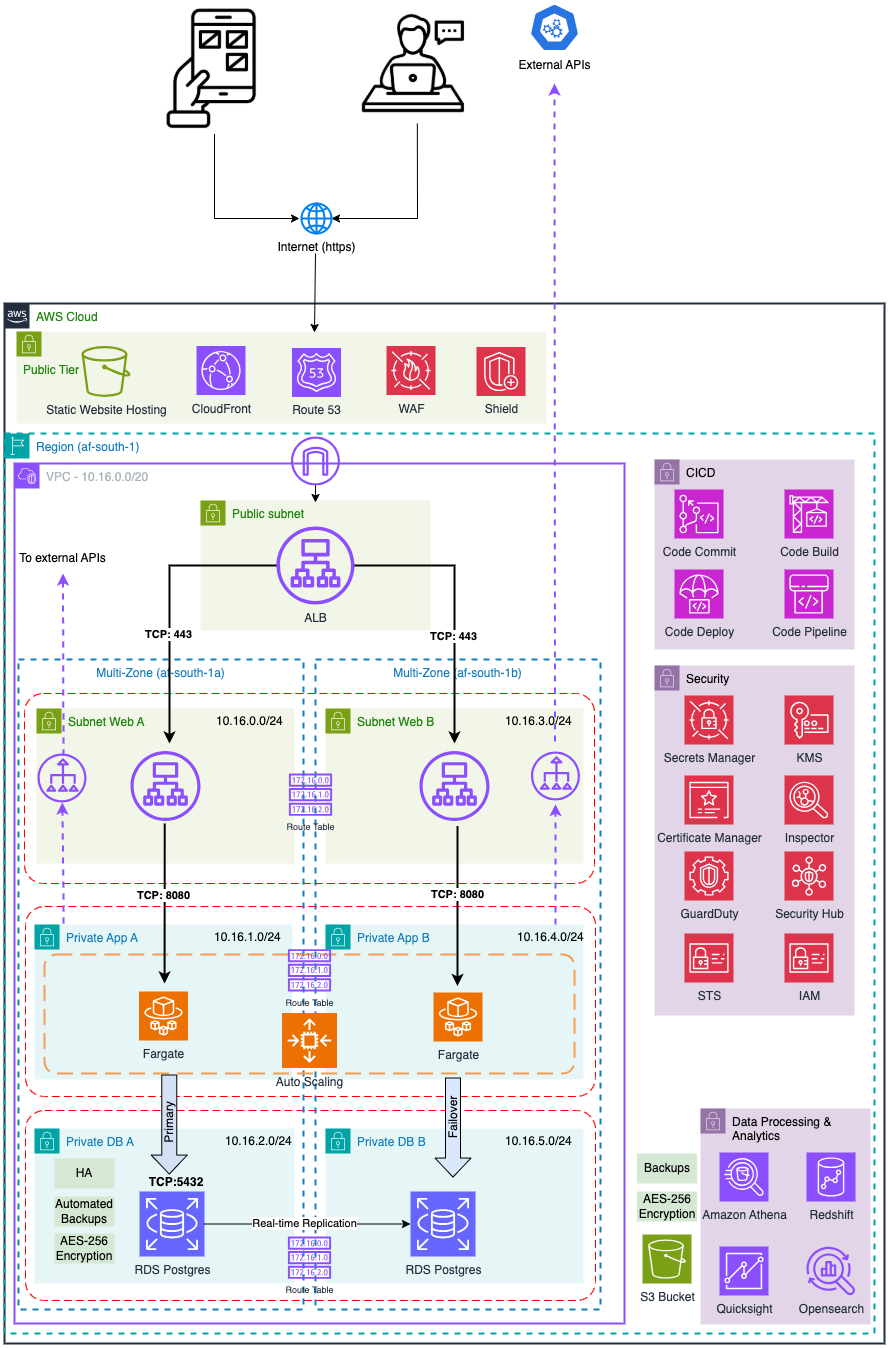 External APIs
Internet (https)
aws
AWS Cloud
Public Tier
Static Website Hosting
CloudFront
53
Route 53
WAF
Shield
Region (af-south-1)
VPC - 10.16.0.0/20
Public subnet
ALB
To external APIs
TCP: 443
TCP: 443
Multi-Zone (af-south-1a)
Multi-Zone (af-south-1b)
Subnet Web A
10.16.0.0/24
Subnet Web B
10.16.3.0/24
172.16.0.0
172.16.1.0
172.16.2.0
Route Table
TCP: 8080
TCP: 8080
Private App A
10.16.1.0/24
Private App B
10.16.4.0/24
172.16.0.0
172.16.1.0
172.16.2.0
Route Table
Fargate
Fargate
Auto Scaling
Primary
Failover
Private DB A
10.16.2.0/24
Private DB B
10.16.5.0/24
HA
Automated
Backups
AES-256
Encryption
TCP:5432
Real-time Replication
RDS Postgres
RDS Postgres
172.16.0.0
172.16.1.0
172.16.2.0
Route Table
CICD
Code Commit
Code Build
Code Deploy
Code Pipeline
Security
Secrets Manager
KMS
Certificate Manager
Inspector
GuardDuty
Security Hub
STS
IAM
Backups
AES-256
Encryption
S3 Bucket
Data Processing &
Analytics
Amazon Athena
Redshift
Quicksight
Opensearch